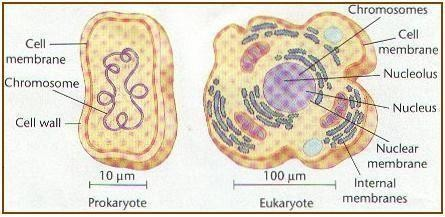 Cell
membrane
Chromosome
Cell wall
10 μm
Prokaryote
Chromosomes
Cell
membrane
Nucleolus
Nucleus
Nuclear
membrane
Internal
membranes
100 μm
Eukaryote